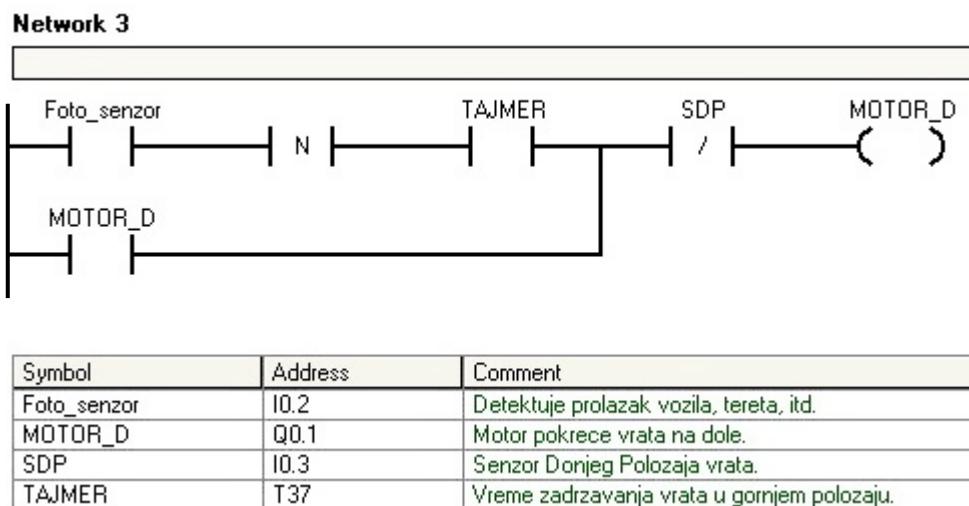 Network 3
Foto_senzor TAJMER SDP MOTOR_D
N /
MOTOR_D
Symbol Address Comment
Foto_senzor I0.2 Detektuje prolazak vozila, tereta, itd.
MOTOR_D Q0.1 Motor pokrece vrata na dole.
SDP I0.3 Senzor Donjeg Polozaja vrata.
TAJMER T37 Vreme zadrzavanja vrata u gornjem polozaju.